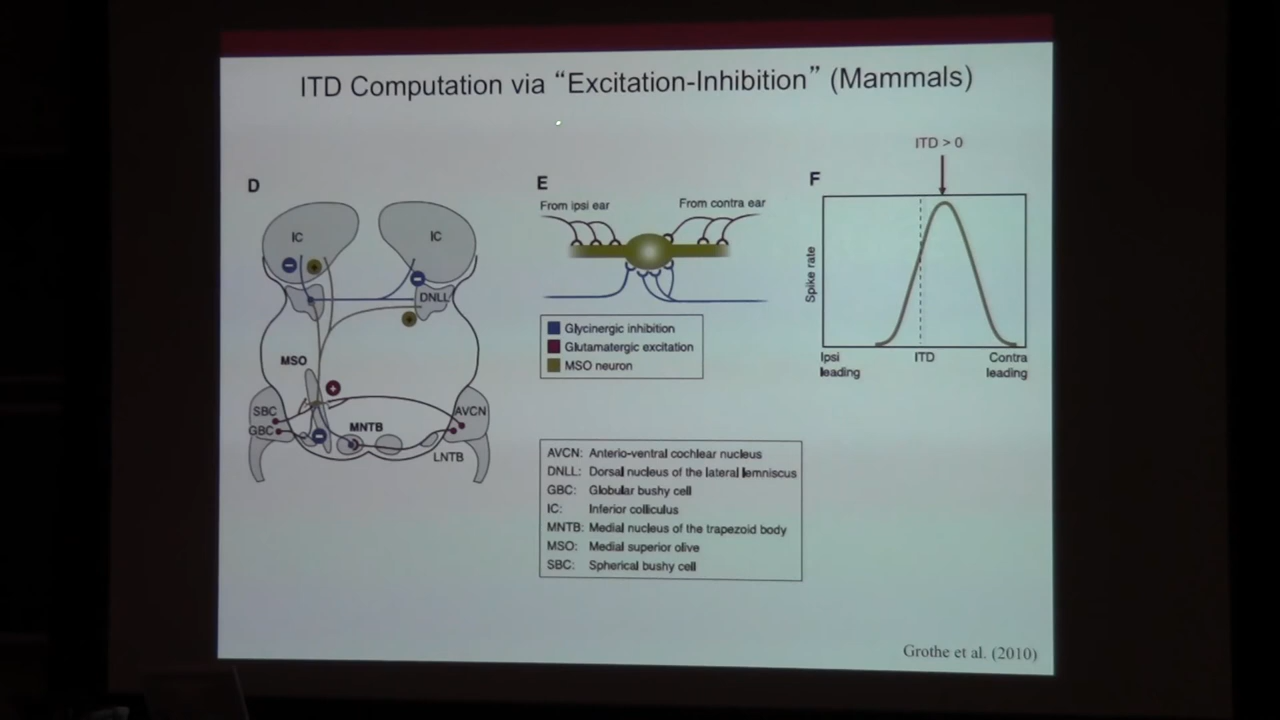 ITD Computation via “Excitation-Inhibition” (Mammals)
D
IC
IC
DNLL
MSO
SBC
GBC
MNTB
AVCN
LNTB
E
From ipsi ear
From contra ear
Glycinergic inhibition
Glutamatergic excitation
MSO neuron
AVCN: Anterio-ventral cochlear nucleus
DNLL: Dorsal nucleus of the lateral lemniscus
GBC: Globular bushy cell
IC: Inferior colliculus
MNTB: Medial nucleus of the trapezoid body
MSO: Medial superior olive
SBC: Spherical bushy cell
F
ITD > 0
Spike rate
Ipsi
leading
ITD
Contra
leading
Grothe et al. (2010)